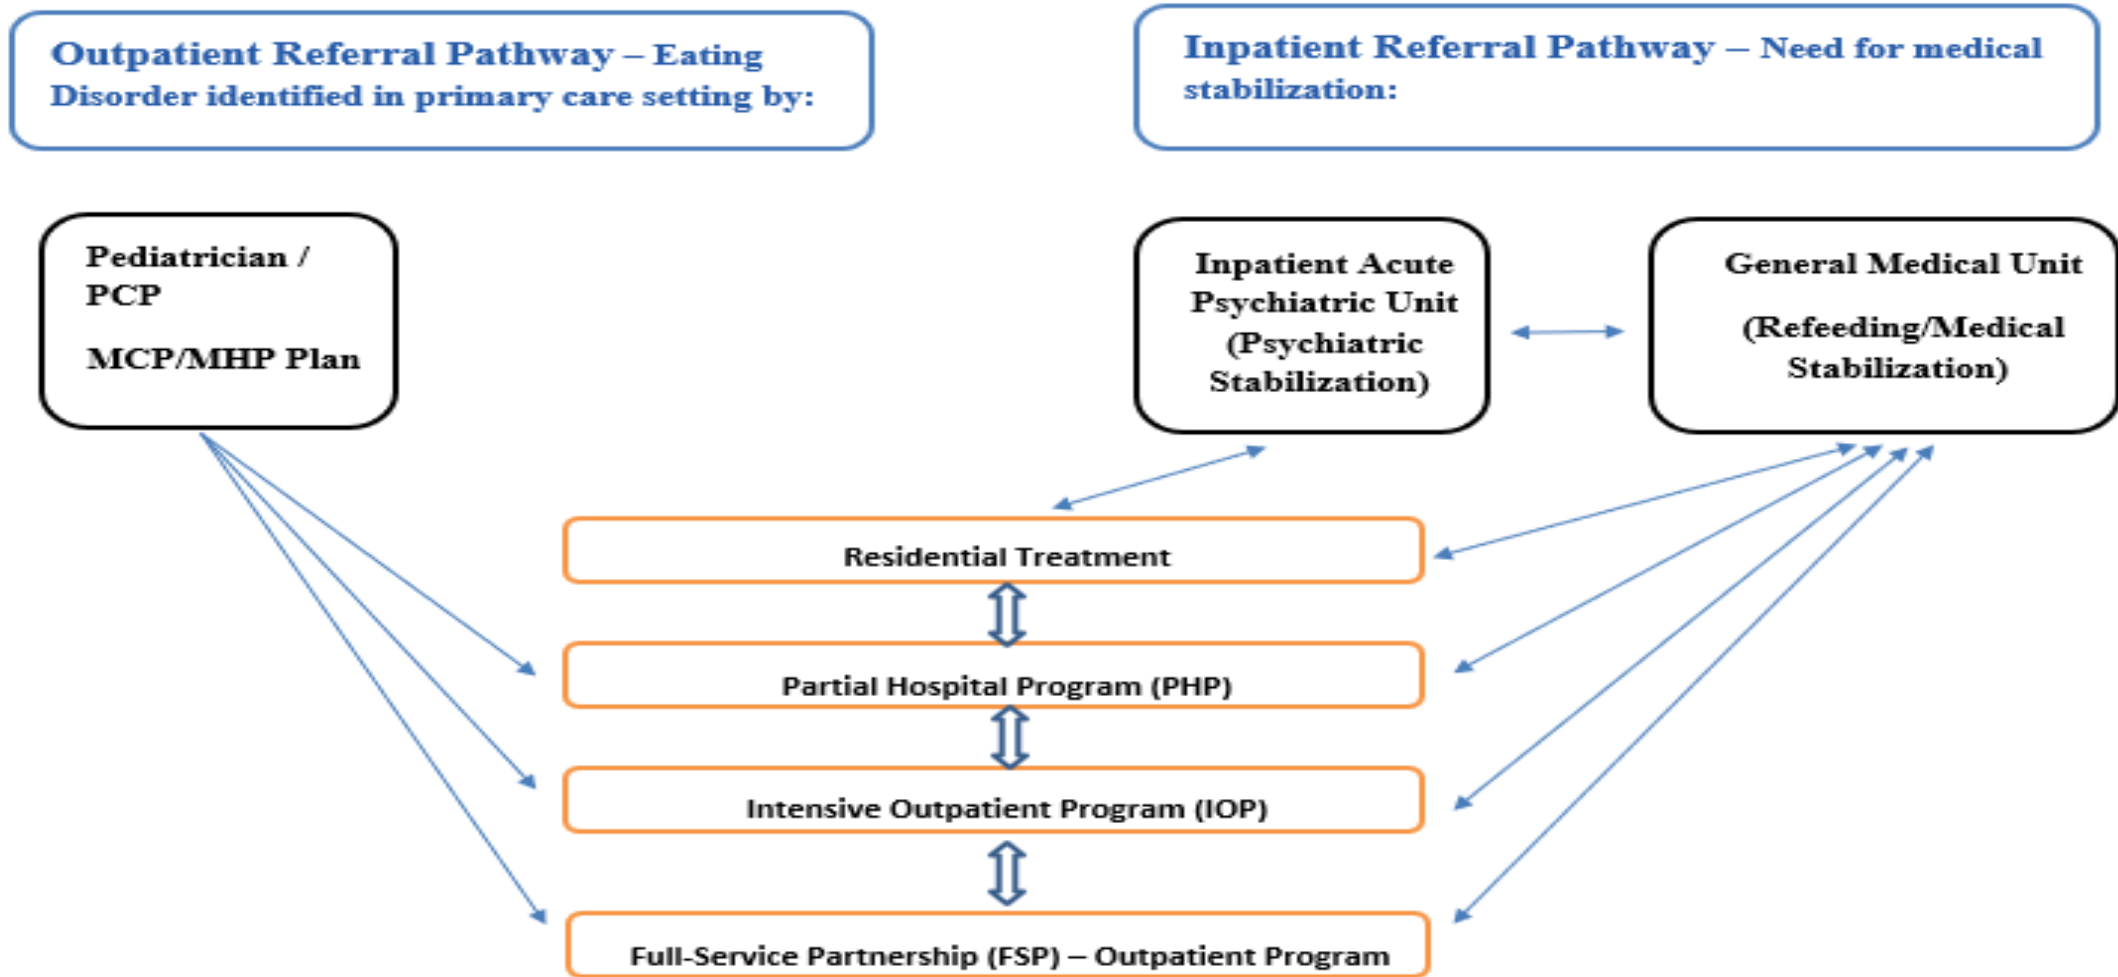 Outpatient Referral Pathway – Eating
Disorder identified in primary care setting by:
Inpatient Referral Pathway – Need for medical
stabilization:
Pediatrician /
PCP
MCP/MHP Plan
Inpatient Acute
Psychiatric Unit
(Psychiatric
Stabilization)
General Medical Unit
(Refeeding/Medical
Stabilization)
Residential Treatment
Partial Hospital Program (PHP)
Intensive Outpatient Program (IOP)
Full-Service Partnership (FSP) – Outpatient Program